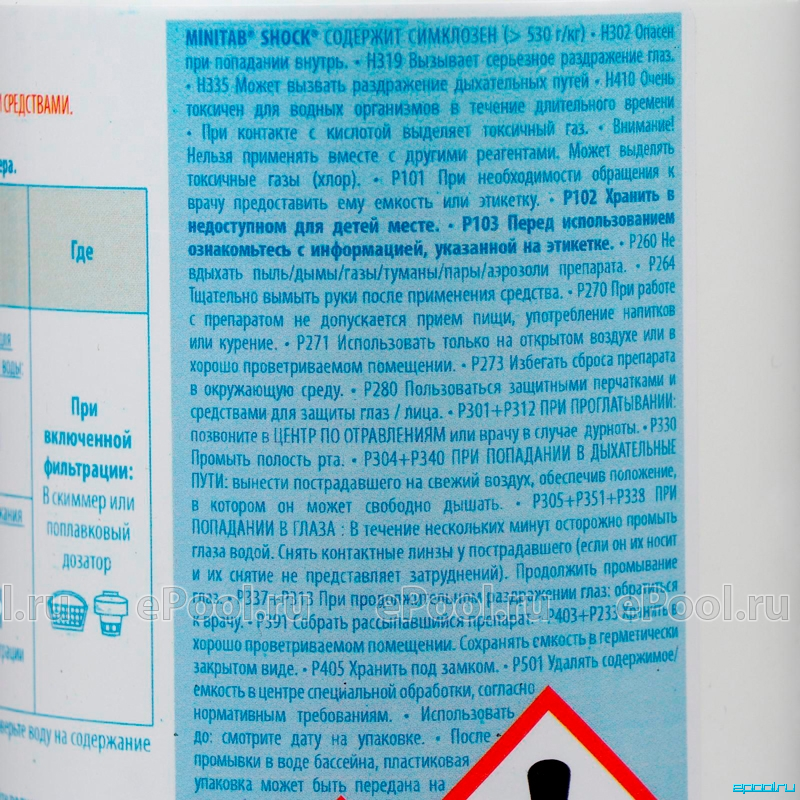 И СРЕДСТВАМИ.
ера.
Где
для
воды:
При
включенной
фильтрации:
В скиммер или
поплавковый
дозатор
жания
трации
верьте воду на содержание
MINITAB® SHOCK® СОДЕРЖИТ СИМКЛОЗЕН (> 530 г/кг) • H302 Опасен
при попадании внутрь. • H319 Вызывает серьезное раздражение глаз.
• H335 Может вызвать раздражение дыхательных путей • H410 Очень
токсичен для водных организмов в течение длительного времени
• При контакте с кислотой выделяет токсичный газ. • Внимание!
Нельзя применять вместе с другими реагентами. Может выделять
токсичные газы (хлор). • P101 При необходимости обращения к
врачу предоставить ему емкость или этикетку. • P102 Хранить в
недоступном для детей месте. • P103 Перед использованием
ознакомьтесь с информацией, указанной на этикетке. • P260 Не
вдыхать пыль/дымы/газы/туманы/пары/аэрозоли препарата. • P264
Тщательно вымыть руки после применения средства. • P270 При работе
с препаратом не допускается прием пищи, употребление напитков
или курение. • P271 Использовать только на открытом воздухе или в
хорошо проветриваемом помещении. • P273 Избегать сброса препарата
в окружающую среду. • P280 Пользоваться защитными перчатками и
средствами для защиты глаз / лица. • P301+P312 ПРИ ПРОГЛАТЫВАНИИ:
позвоните в ЦЕНТР ПО ОТРАВЛЕНИЯМ или врачу в случае дурноты. • P330
Промыть полость рта. • P304+P340 ПРИ ПОПАДАНИИ В ДЫХАТЕЛЬНЫЕ
ПУТИ: вынести пострадавшего на свежий воздух, обеспечив положение,
в котором он может свободно дышать. • P305+P351+P338 ПРИ
ПОПАДАНИИ В ГЛАЗА : В течение нескольких минут осторожно промыть
глаза водой. Снять контактные линзы у пострадавшего (если он их носит
и их снятие не представляет затруднений). Продолжить промывание
глаз. • P337+P313 При продолжительном раздражении глаз: обратиться
к врачу. • P391 Собрать рассыпавшийся препарат. • P403+P233 Хранить в
хорошо проветриваемом помещении. Сохранять емкость в герметически
закрытом виде. • P405 Хранить под замком. • P501 Удалять содержимое/
емкость в центре специальной обработки, согласно
нормативным требованиям. • Использовать
до: смотрите дату на упаковке. • После
промывки в воде бассейна, пластиковая
упаковка может быть передана на
ool.ru ePool.ru ePool.ru ePool.ru
epool.ru